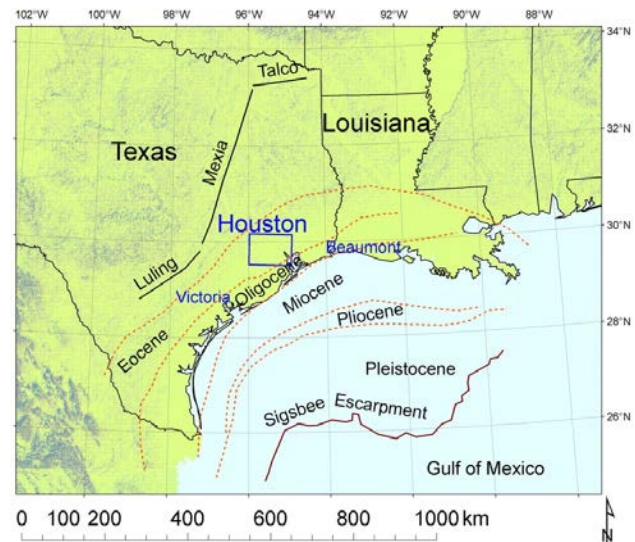 102°W 100°W 98°W 96°W 94°W 92°W 90°W 88°W
34°N
Talco
Louisiana
32°N
Texas
Mexia
Houston
30°N
Beaumont
Luling
Victoria
Oligocene
Miocene
28°N
Eocene
Pliocene
Pleistocene
Sigsbee Escarpment
26°N
Gulf of Mexico
0 100 200 400 600 800 1000 km
N